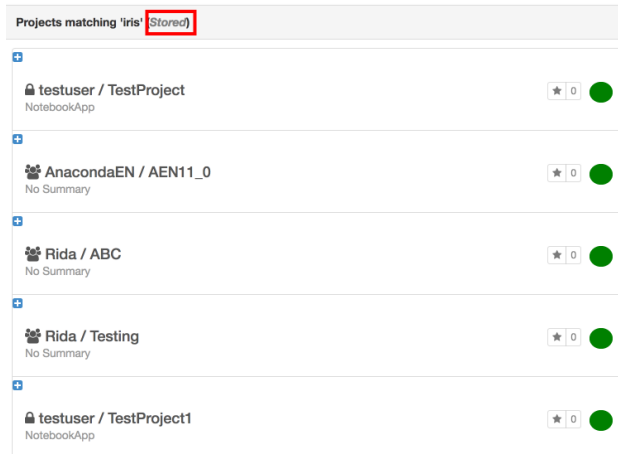 Projects matching 'iris' (Stored)
testuser / TestProject
NotebookApp
0
AnacondaEN / AEN11_0
No Summary
0
Rida / ABC
No Summary
0
Rida / Testing
No Summary
0
testuser / TestProject1
NotebookApp
0